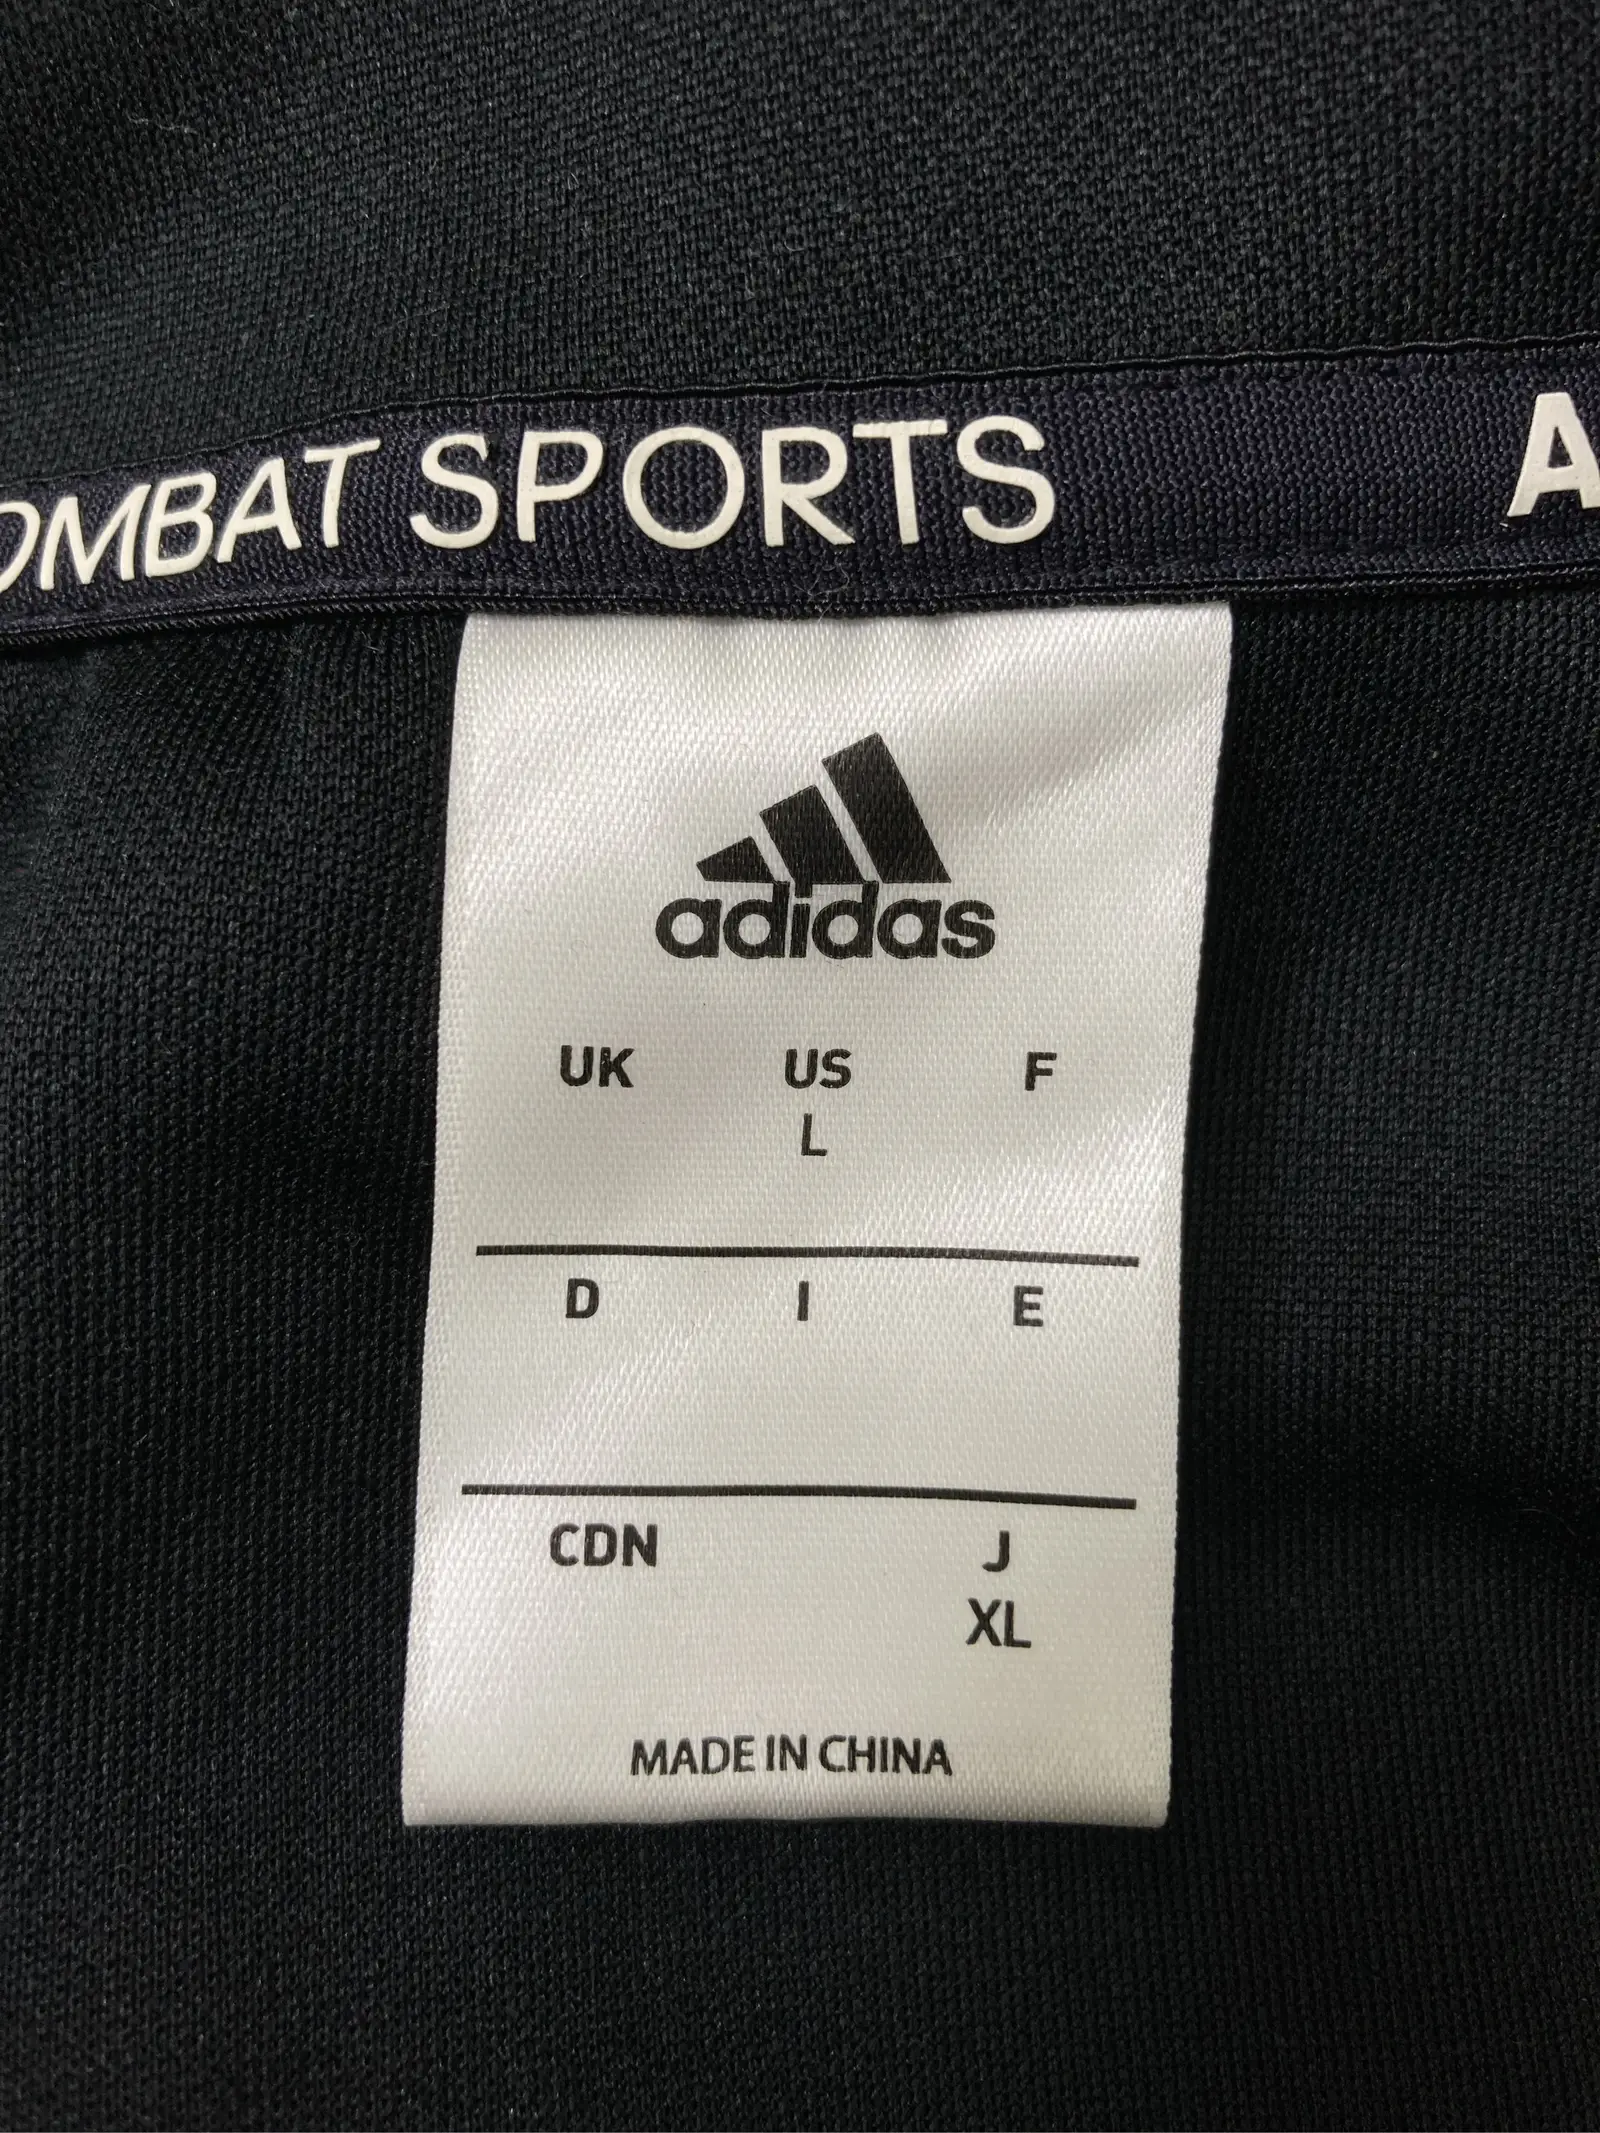 OMBAT SPORTS A
adidas
UK US F
L
D I E
CDN J
XL
MADE IN CHINA